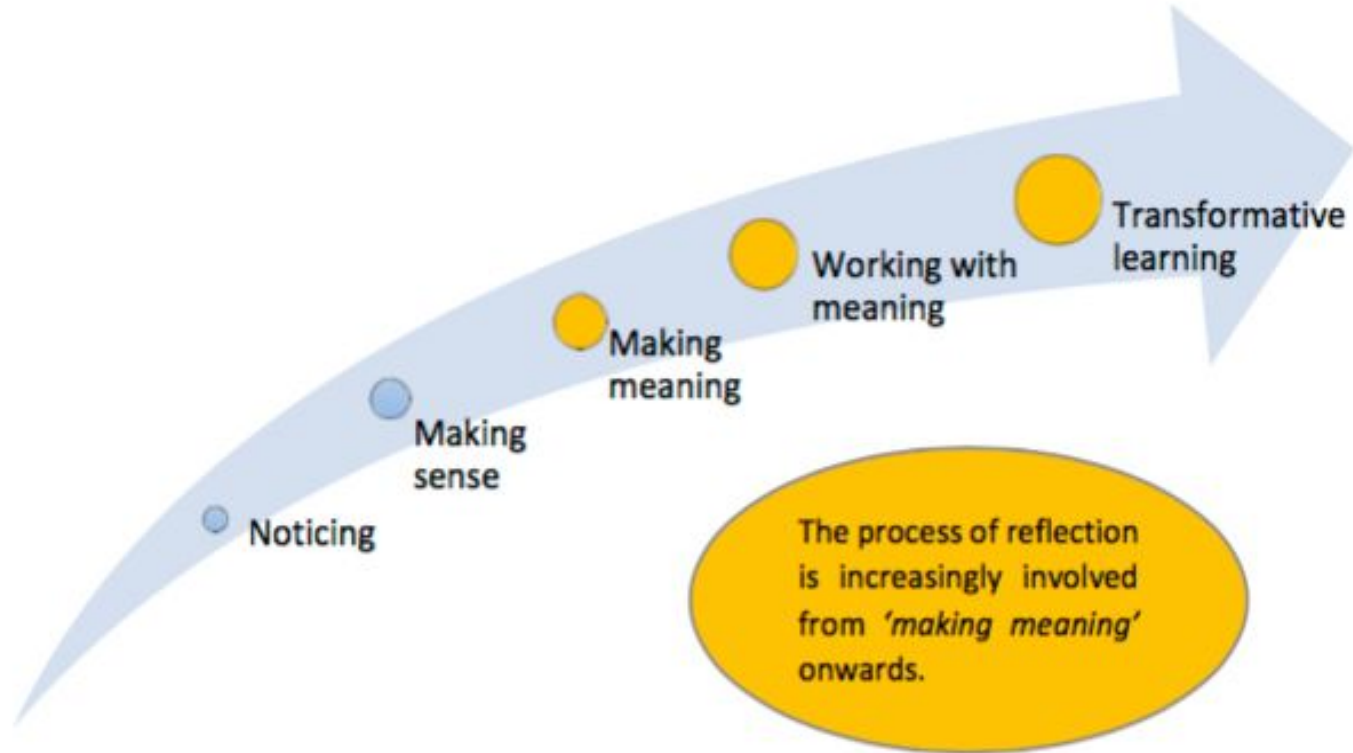 Noticing
Making
sense
Making
meaning
Working with
meaning
Transformative
learning
The process of reflection
is increasingly involved
from ‘making meaning’
onwards.